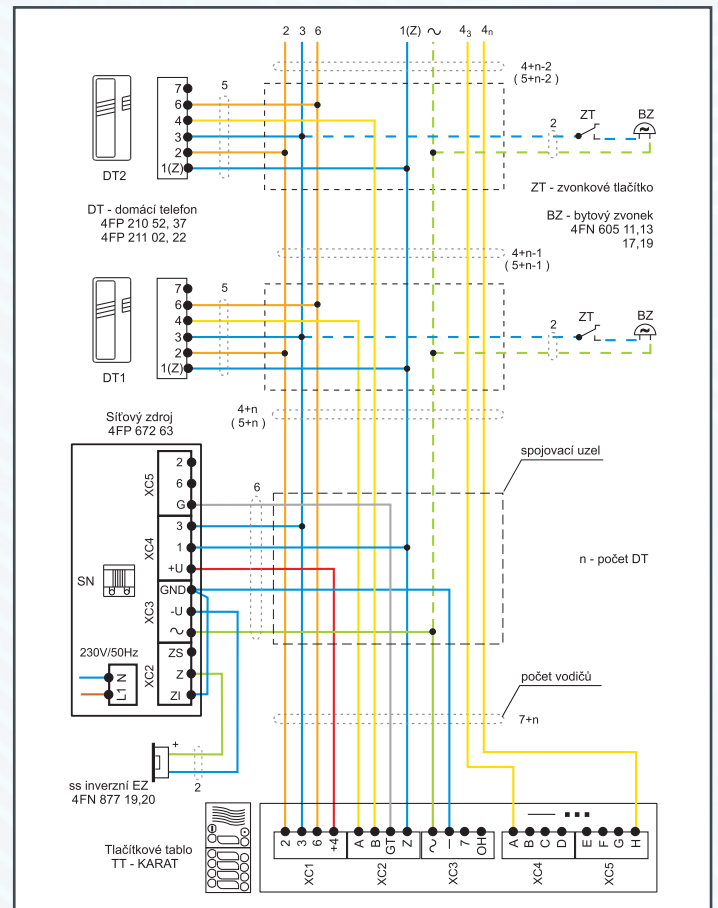 2 3 6 1(Z) ~ 4₃ 4ₙ
4+n-2
( 5+n-2 )
7
6
4
3
2
1(Z)
5
DT2
2
ZT
BZ
ZT - zvonkové tlačítko
DT - domácí telefon
4FP 210 52, 37
4FP 211 02, 22
BZ - bytový zvonek
4FN 605 11,13
17,19
4+n-1
( 5+n-1 )
7
6
4
3
2
1(Z)
5
DT1
2
ZT
BZ
4+n
( 5+n )
Síťový zdroj
4FP 672 63
spojovací uzel
6
XC5
2
6
G
XC4
3
1
+U
n - počet DT
SN
XC3
GND
-U
~
230V/50Hz
L1 N
XC2
ZS
Z
ZI
počet vodičů
7+n
+
2
ss inverzní EZ
4FN 877 19,20
Tlačítkové tablo
TT - KARAT
2 3 6 +4 A B GT Z ~ – 7 OH A B C D E F G H
XC1 XC2 XC3 XC4 XC5